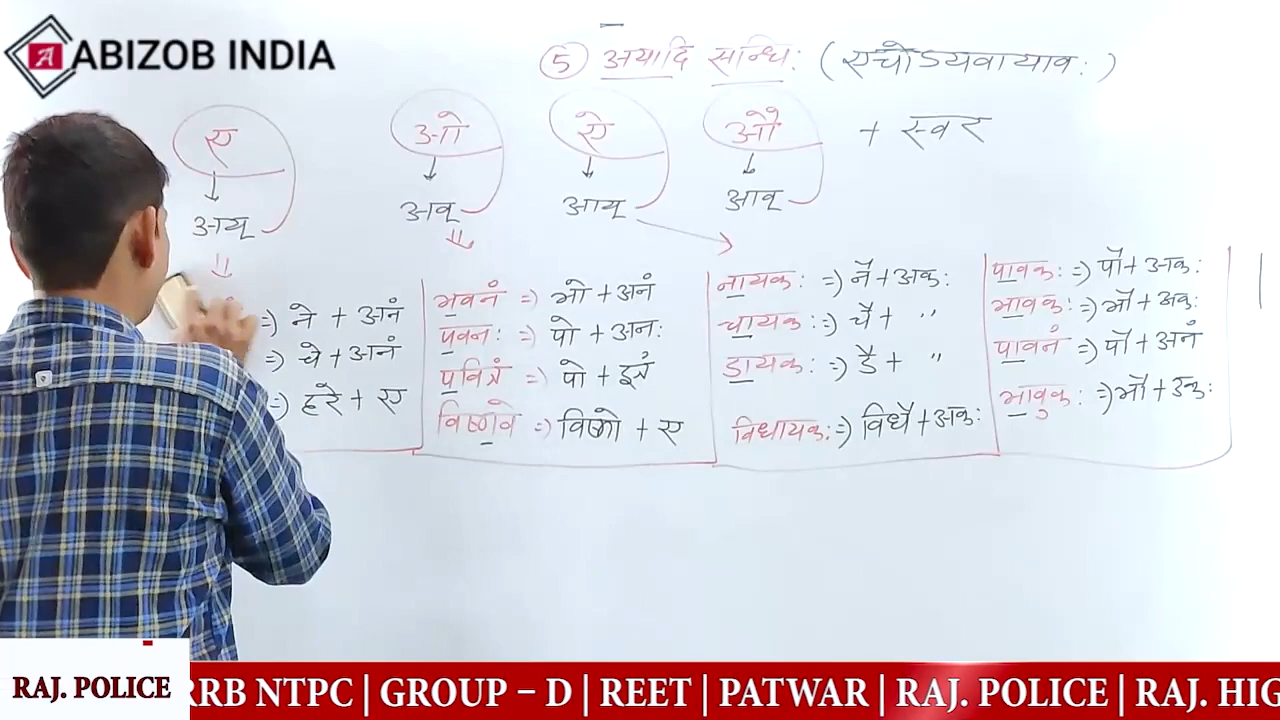 ABIZOB INDIA
A
⑤ अयादि सन्धिः (एचोऽयवायावः)
ए ओ ऐ औ + स्वर
अय् अव् आय् आव्
=) ने + अनं
=) चे + अनं
=) हरे + ए
भवनं =) भो + अनं
पवनः =) पो + अनः
पवित्रं =) पो + इत्रं
विष्णवे =) विष्णो + ए
नायकः =) नै + अकः
चायकः =) चै + "
डायकः =) डै + "
विधायकः =) विधै + अकः
पावकः =) पौ + अकः
भावकः =) भौ + अकः
पावनं =) पौ + अनं
भावुकः =) भौ + उकः
RAJ. POLICE
RRB NTPC | GROUP – D | REET | PATWAR | RAJ. POLICE | RAJ. HIG